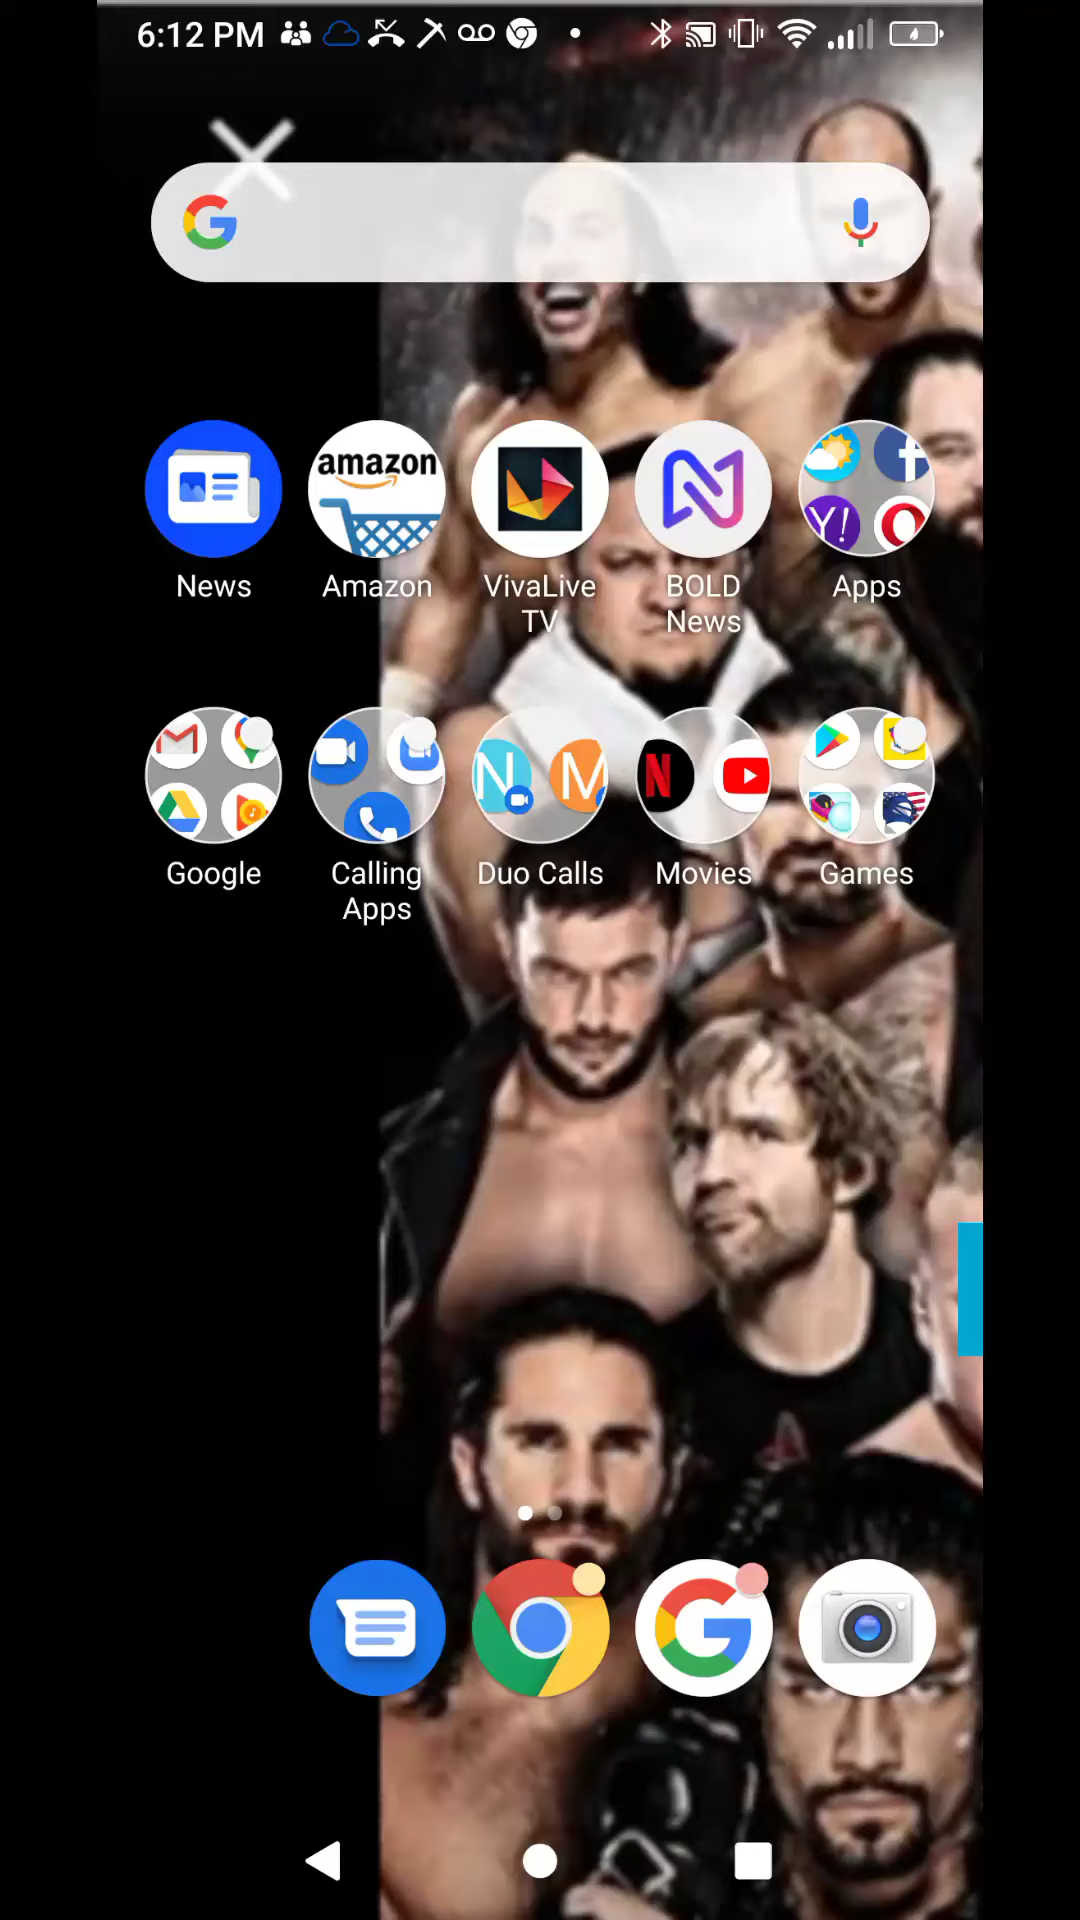 6:12 PM
amazon
News
Amazon
VivaLive
TV
BOLD
News
Y!
Apps
N
M
N
Google
Calling
Apps
Duo Calls
Movies
Games